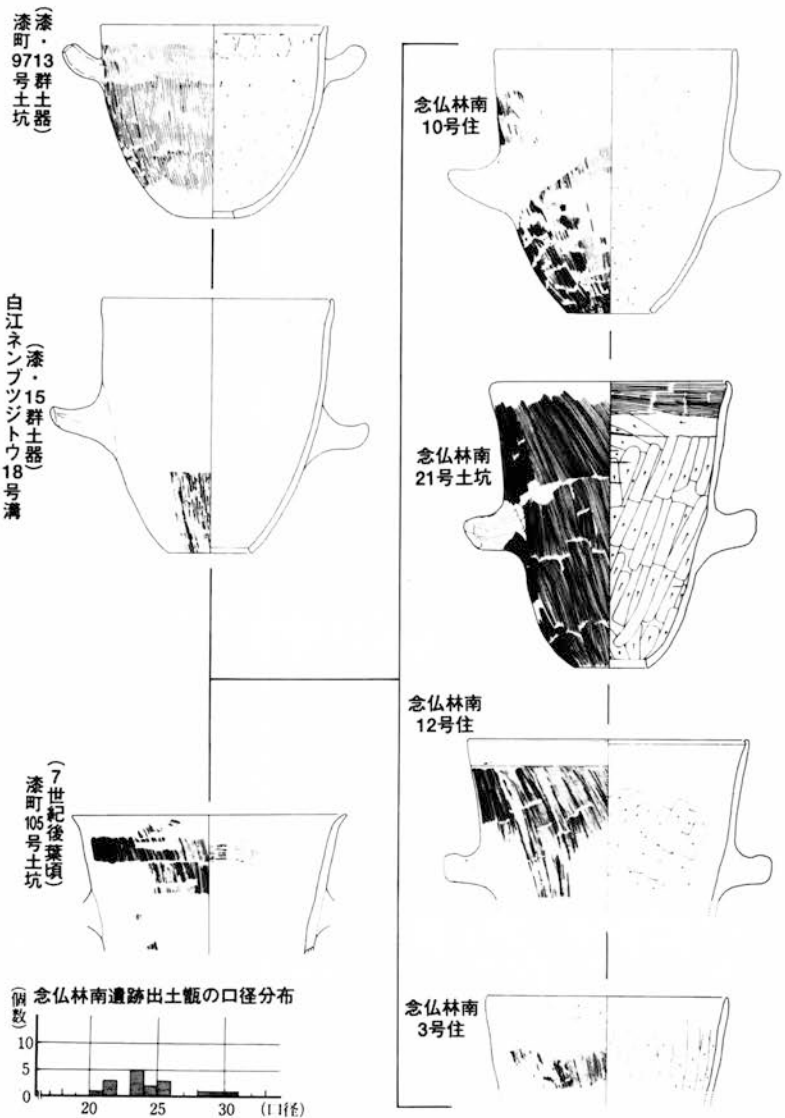 (漆・13群土器)
漆町97号土坑
(漆・15群土器)
白江ネンブツジトウ18号溝
(7世紀後葉頃)
漆町105号土坑
念仏林南
10号住
念仏林南
21号土坑
念仏林南
12号住
念仏林南
3号住
念仏林南遺跡出土甑の口径分布
(個数)
10
5
0
20 25 30 (口径)